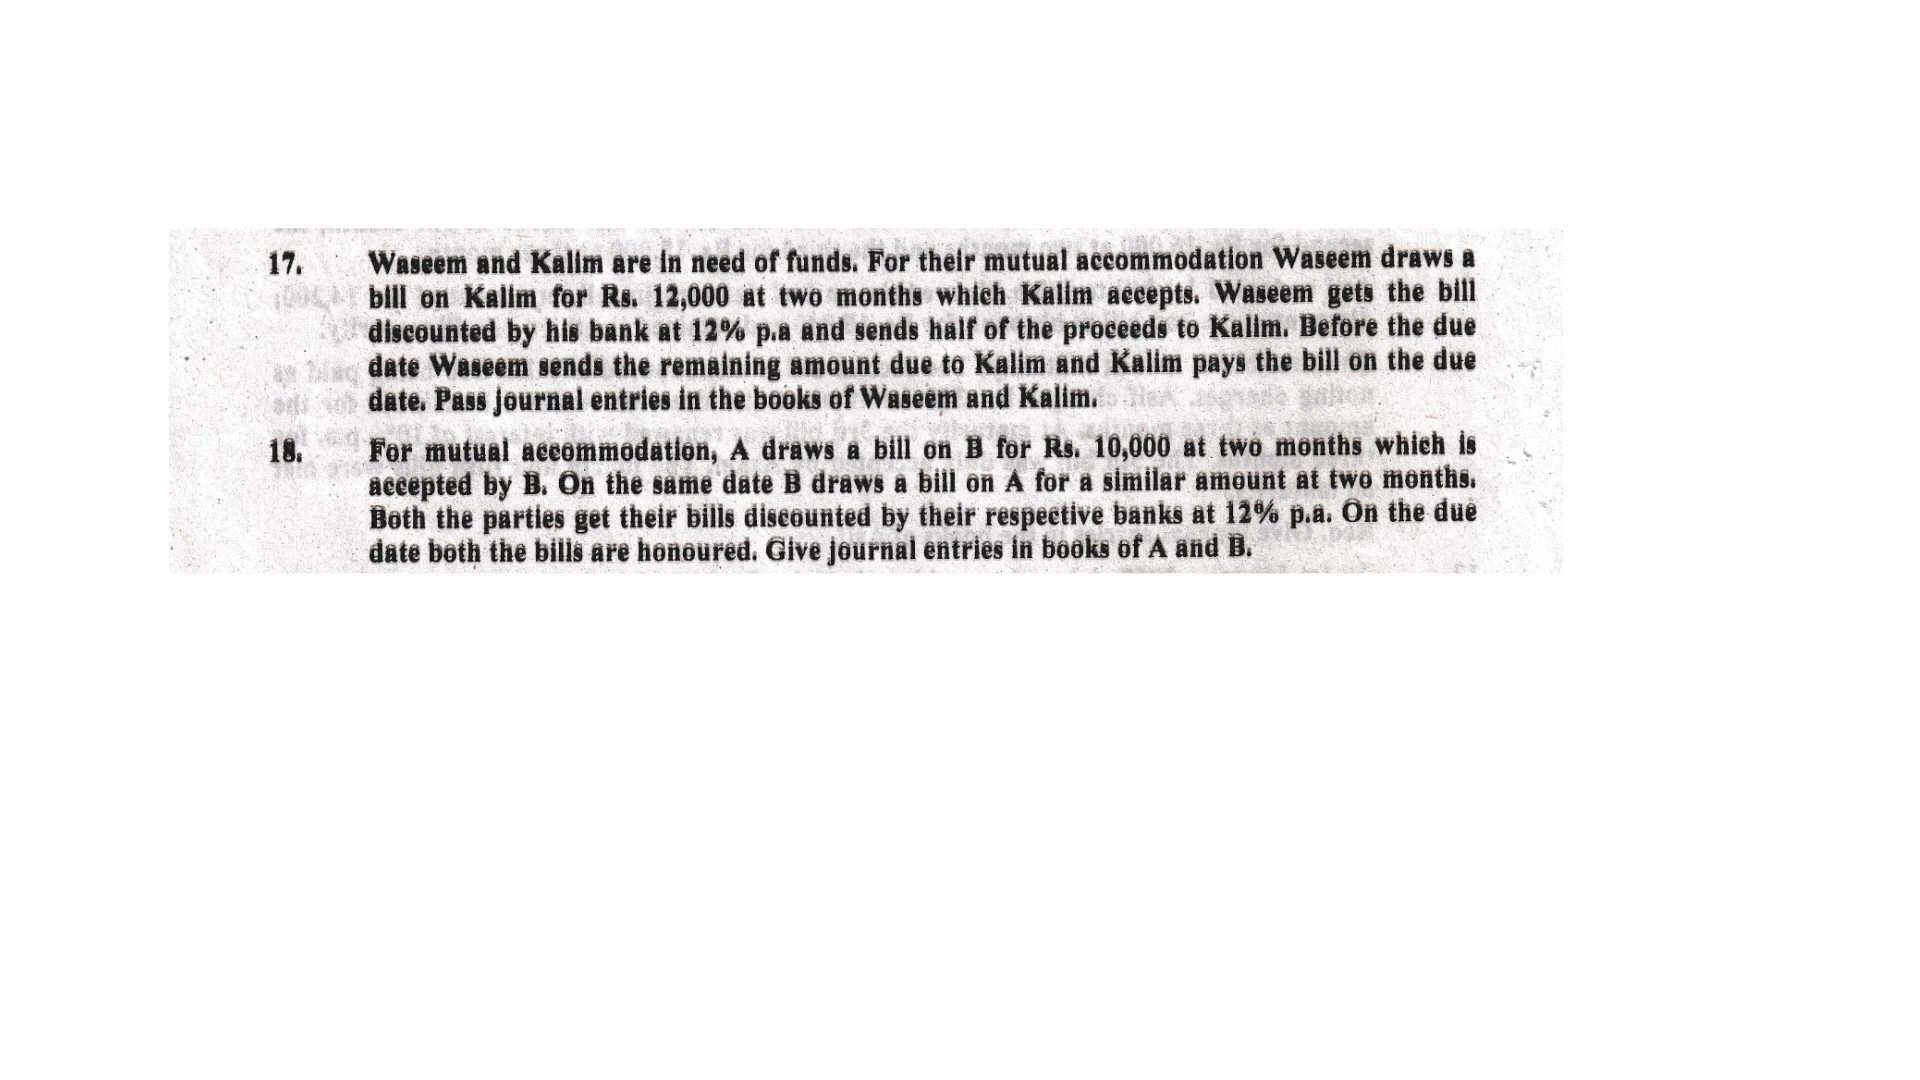 17. Waseem and Kalim are in need of funds. For their mutual accommodation Waseem draws a
bill on Kalim for Rs. 12,000 at two months which Kalim accepts. Waseem gets the bill
discounted by his bank at 12% p.a and sends half of the proceeds to Kalim. Before the due
date Waseem sends the remaining amount due to Kalim and Kalim pays the bill on the due
date. Pass journal entries in the books of Waseem and Kalim.
18. For mutual accommodation, A draws a bill on B for Rs. 10,000 at two months which is
accepted by B. On the same date B draws a bill on A for a similar amount at two months.
Both the parties get their bills discounted by their respective banks at 12% p.a. On the due
date both the bills are honoured. Give journal entries in books of A and B.